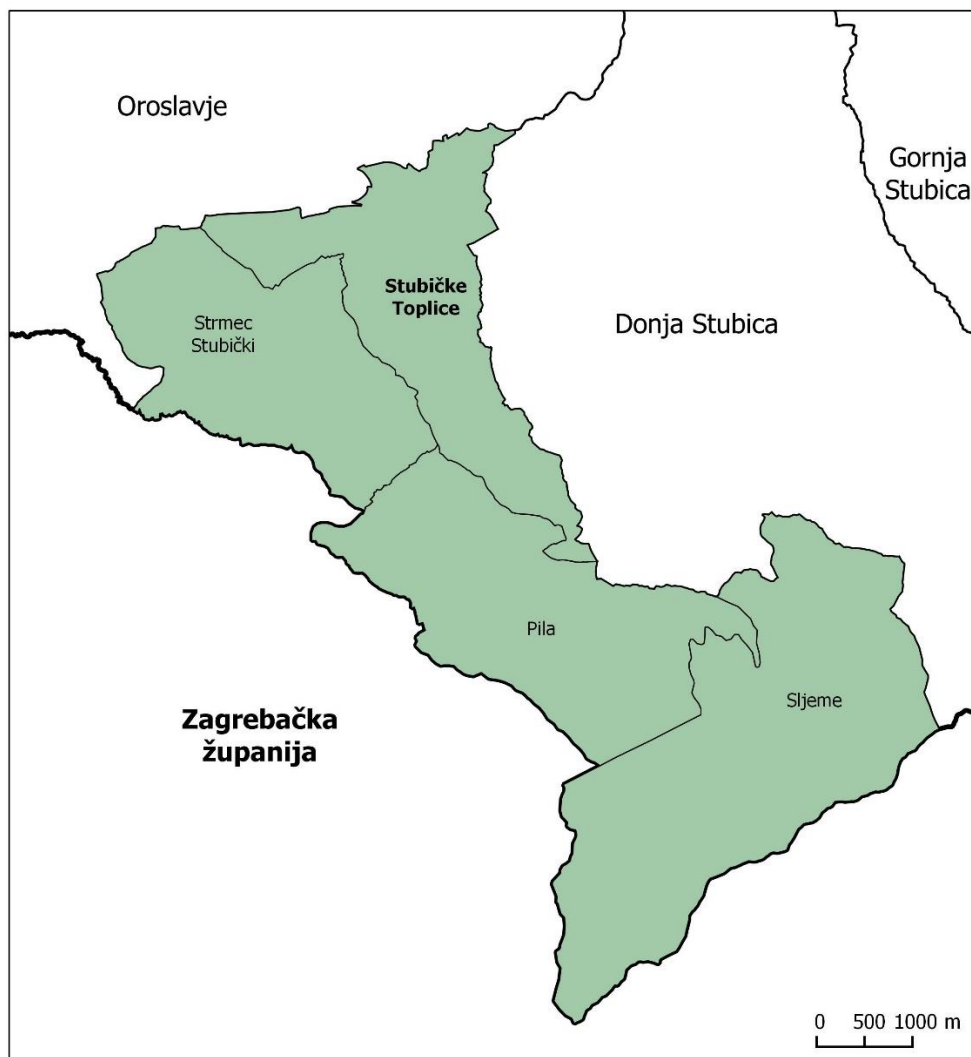 Oroslavje
Gornja
Stubica
Stubičke
Toplice
Donja Stubica
Strmec
Stubički
Pila
Sljeme
Zagrebačka
županija
0 500 1000 m